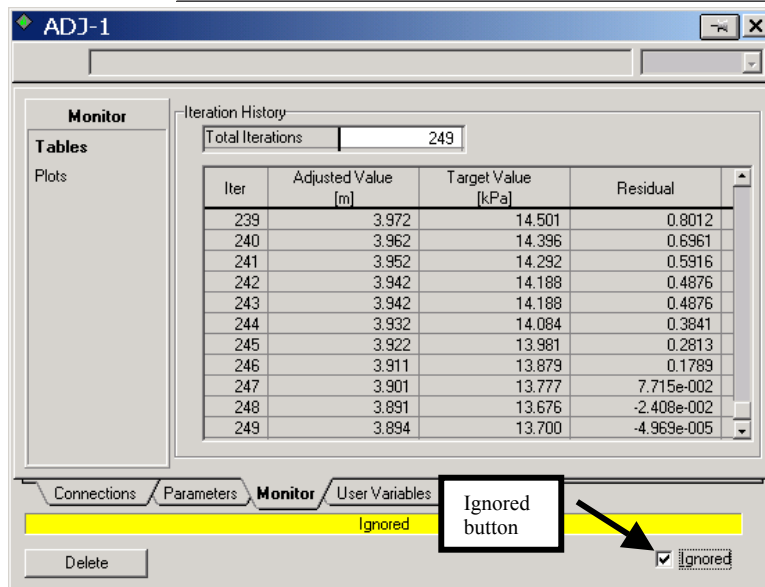 ADJ-1
Monitor
Tables
Plots
Iteration History
Total Iterations 249
Iter Adjusted Value [m] Target Value [kPa] Residual
239 3.972 14.501 0.8012
240 3.962 14.396 0.6961
241 3.952 14.292 0.5916
242 3.942 14.188 0.4876
243 3.942 14.188 0.4876
244 3.932 14.084 0.3841
245 3.922 13.981 0.2813
246 3.911 13.879 0.1789
247 3.901 13.777 7.715e-002
248 3.891 13.676 -2.408e-002
249 3.894 13.700 -4.969e-005
Connections Parameters Monitor User Variables
Ignored
Ignored
button
Delete
Ignored